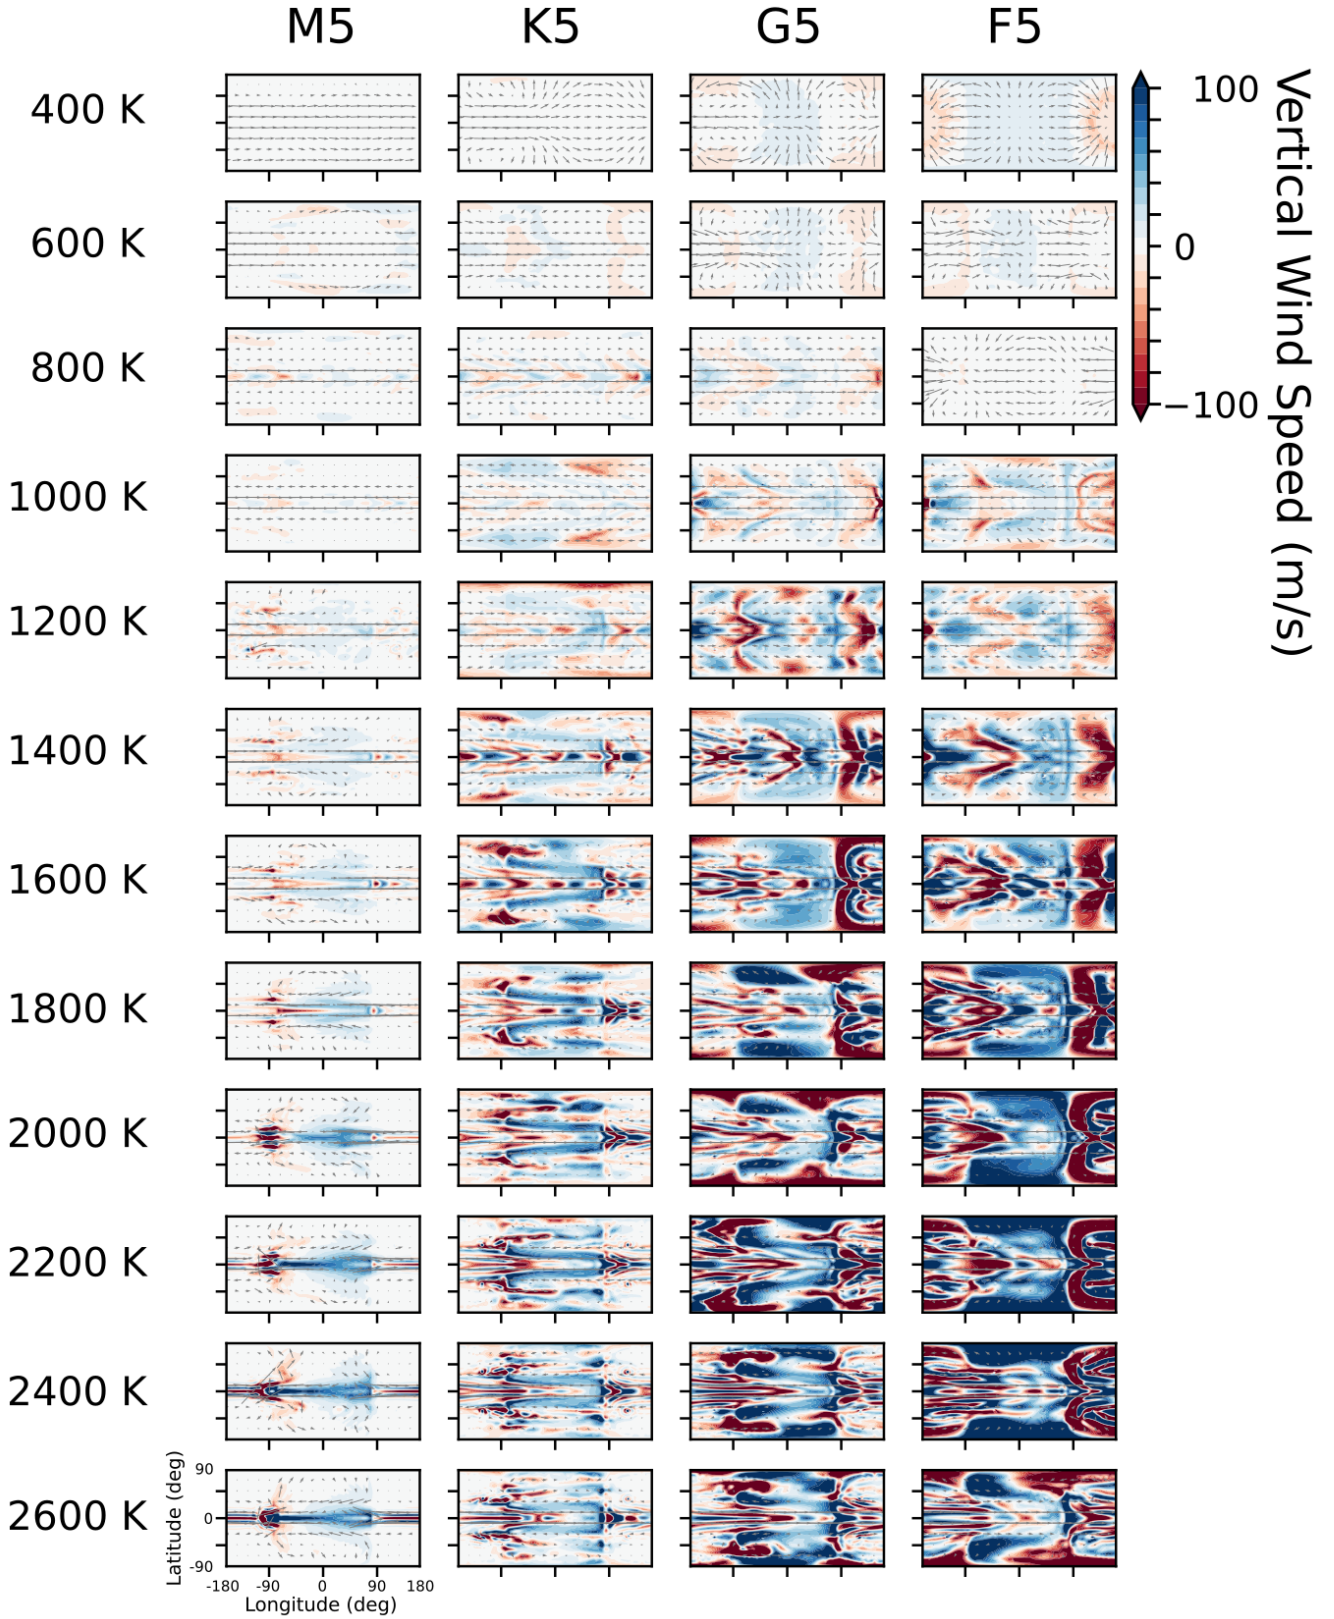 M5 K5 G5 F5
400 K
600 K
800 K
1000 K
1200 K
1400 K
1600 K
1800 K
2000 K
2200 K
2400 K
2600 K
100
0
−100
Vertical Wind Speed (m/s)
Latitude (deg)
90
0
-90
-180 -90 0 90 180
Longitude (deg)